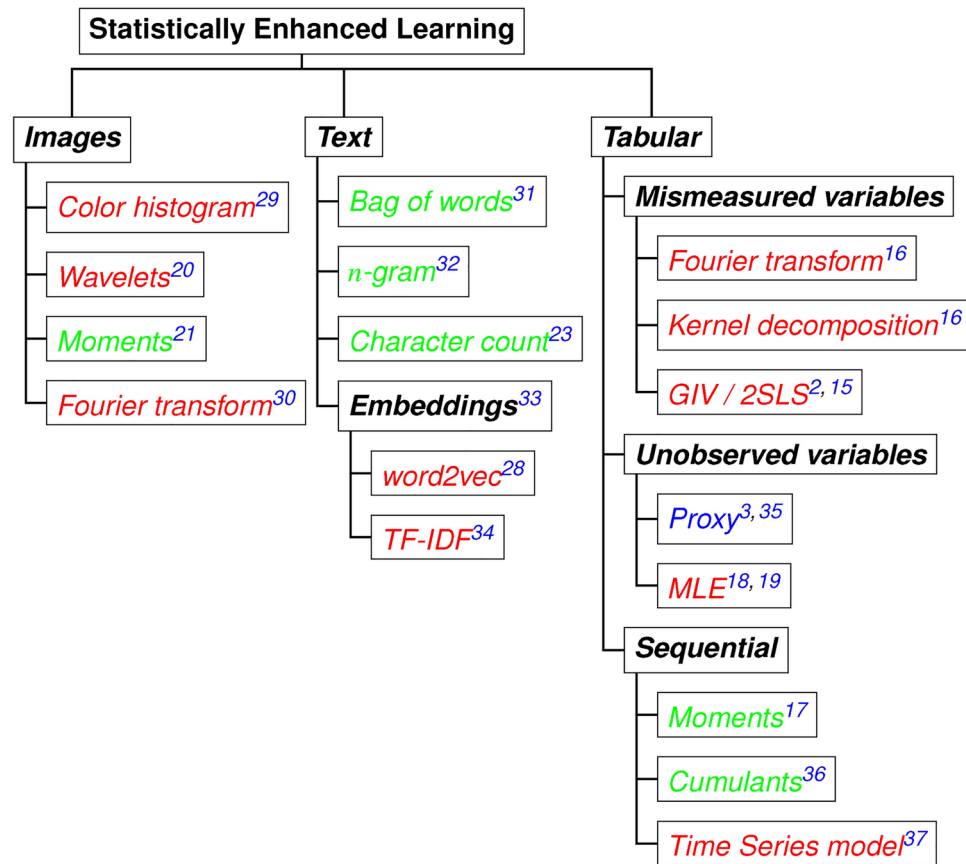 Statistically Enhanced Learning
Images
Color histogram29
Wavelets20
Moments21
Fourier transform30
Text
Bag of words31
n-gram32
Character count23
Embeddings33
word2vec28
TF-IDF34
Tabular
Mismeasured variables
Fourier transform16
Kernel decomposition16
GIV / 2SLS2, 15
Unobserved variables
Proxy3, 35
MLE18, 19
Sequential
Moments17
Cumulants36
Time Series model37